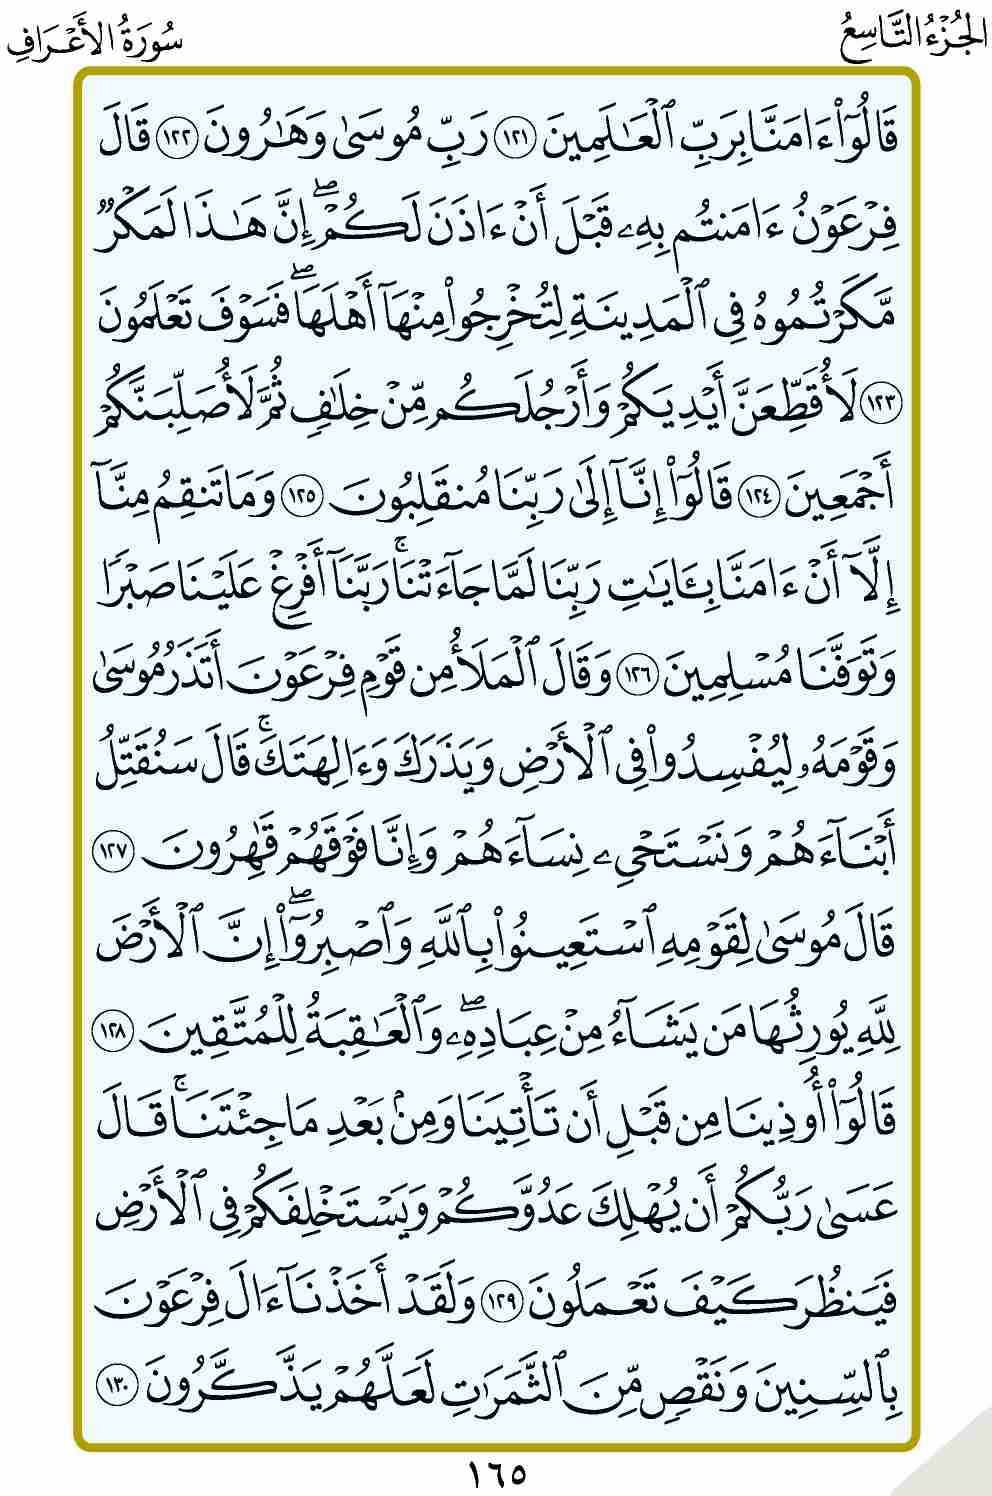 الجُزْءُ التَّاسِعُ
سُورَةُ الأَعْرَافِ
قَالُوٓاْ ءَامَنَّا بِرَبِّ ٱلْعَـٰلَمِينَ ١٢١ رَبِّ مُوسَىٰ وَهَـٰرُونَ ١٢٢ قَالَ
فِرْعَوْنُ ءَامَنتُم بِهِۦ قَبْلَ أَنْ ءَاذَنَ لَكُمْۖ إِنَّ هَـٰذَا لَمَكْرٌ
مَّكَرْتُمُوهُ فِى ٱلْمَدِينَةِ لِتُخْرِجُواْ مِنْهَآ أَهْلَهَاۖ فَسَوْفَ تَعْلَمُونَ
١٢٣ لَأُقَطِّعَنَّ أَيْدِيَكُمْ وَأَرْجُلَكُم مِّنْ خِلَـٰفٍ ثُمَّ لَأُصَلِّبَنَّكُمْ
أَجْمَعِينَ ١٢٤ قَالُوٓاْ إِنَّآ إِلَىٰ رَبِّنَا مُنقَلِبُونَ ١٢٥ وَمَا تَنقِمُ مِنَّآ
إِلَّآ أَنْ ءَامَنَّا بِـَٔايَـٰتِ رَبِّنَا لَمَّا جَآءَتْنَاۚ رَبَّنَآ أَفْرِغْ عَلَيْنَا صَبْرًا
وَتَوَفَّنَا مُسْلِمِينَ ١٢٦ وَقَالَ ٱلْمَلَأُ مِن قَوْمِ فِرْعَوْنَ أَتَذَرُ مُوسَىٰ
وَقَوْمَهُۥ لِيُفْسِدُواْ فِى ٱلْأَرْضِ وَيَذَرَكَ وَءَالِهَتَكَۚ قَالَ سَنُقَتِّلُ
أَبْنَآءَهُمْ وَنَسْتَحْىِۦ نِسَآءَهُمْ وَإِنَّا فَوْقَهُمْ قَـٰهِرُونَ ١٢٧
قَالَ مُوسَىٰ لِقَوْمِهِ ٱسْتَعِينُواْ بِٱللَّهِ وَٱصْبِرُوٓاْۖ إِنَّ ٱلْأَرْضَ
لِلَّهِ يُورِثُهَا مَن يَشَآءُ مِنْ عِبَادِهِۦۖ وَٱلْعَـٰقِبَةُ لِلْمُتَّقِينَ ١٢٨
قَالُوٓاْ أُوذِينَا مِن قَبْلِ أَن تَأْتِيَنَا وَمِنۢ بَعْدِ مَا جِئْتَنَاۚ قَالَ
عَسَىٰ رَبُّكُمْ أَن يُهْلِكَ عَدُوَّكُمْ وَيَسْتَخْلِفَكُمْ فِى ٱلْأَرْضِ
فَيَنظُرَ كَيْفَ تَعْمَلُونَ ١٢٩ وَلَقَدْ أَخَذْنَآ ءَالَ فِرْعَوْنَ
بِٱلسِّنِينَ وَنَقْصٍ مِّنَ ٱلثَّمَرَٰتِ لَعَلَّهُمْ يَذَّكَّرُونَ ١٣٠
١٦٥